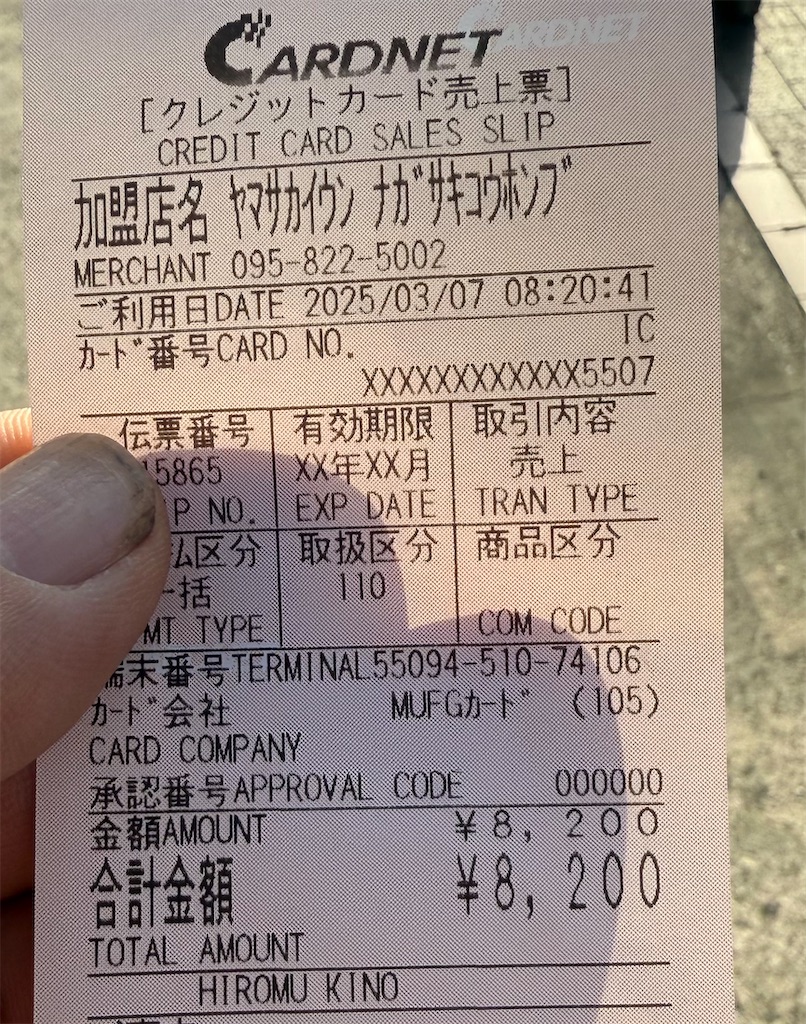 CARDNET
CARDNET
[クレジットカード売上票]
CREDIT CARD SALES SLIP
加盟店名 ヤマサカイウン ナガサキコウホンブ
MERCHANT 095-822-5002
ご利用日DATE 2025/03/07 08:20:41
カード番号CARD NO. IC
XXXXXXXXXXXX5507
伝票番号 有効期限 取引内容
15865 XX年XX月 売上
P NO. EXP DATE TRAN TYPE
区分 取扱区分 商品区分
一括 110
MT TYPE COM CODE
端末番号TERMINAL55094-510-74106
カード会社 MUFGカード (105)
CARD COMPANY
承認番号APPROVAL CODE 000000
金額AMOUNT ¥8,200
合計金額 ¥8,200
TOTAL AMOUNT
HIROMU KINO